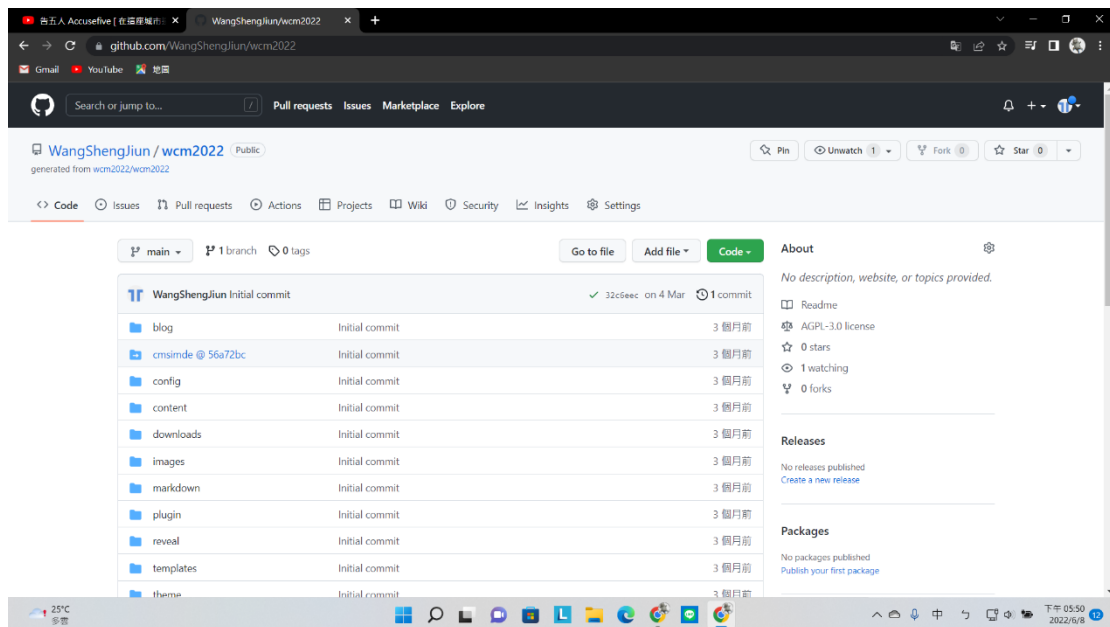 告五人 Accusefive [ 在這座城市
WangShengJiun/wcm2022
github.com/WangShengJiun/wcm2022
Gmail YouTube 地圖
Search or jump to... / Pull requests Issues Marketplace Explore
WangShengJiun / wcm2022 Public
Pin Unwatch 1 Fork 0 Star 0
generated from wcm2022/wcm2022
Code Issues Pull requests Actions Projects Wiki Security Insights Settings
main 1 branch 0 tags Go to file Add file Code
WangShengJiun Initial commit 32c6eec on 4 Mar 1 commit
blog Initial commit 3 個月前
cmsimde @ 56a72bc Initial commit 3 個月前
config Initial commit 3 個月前
content Initial commit 3 個月前
downloads Initial commit 3 個月前
images Initial commit 3 個月前
markdown Initial commit 3 個月前
plugin Initial commit 3 個月前
reveal Initial commit 3 個月前
templates Initial commit 3 個月前
theme Initial commit 3 個月前
About
No description, website, or topics provided.
Readme
AGPL-3.0 license
0 stars
1 watching
0 forks
Releases
No releases published
Create a new release
Packages
No packages published
Publish your first package
25°C
多雲
中 ㄅ
下午 05:50
2022/6/8
12